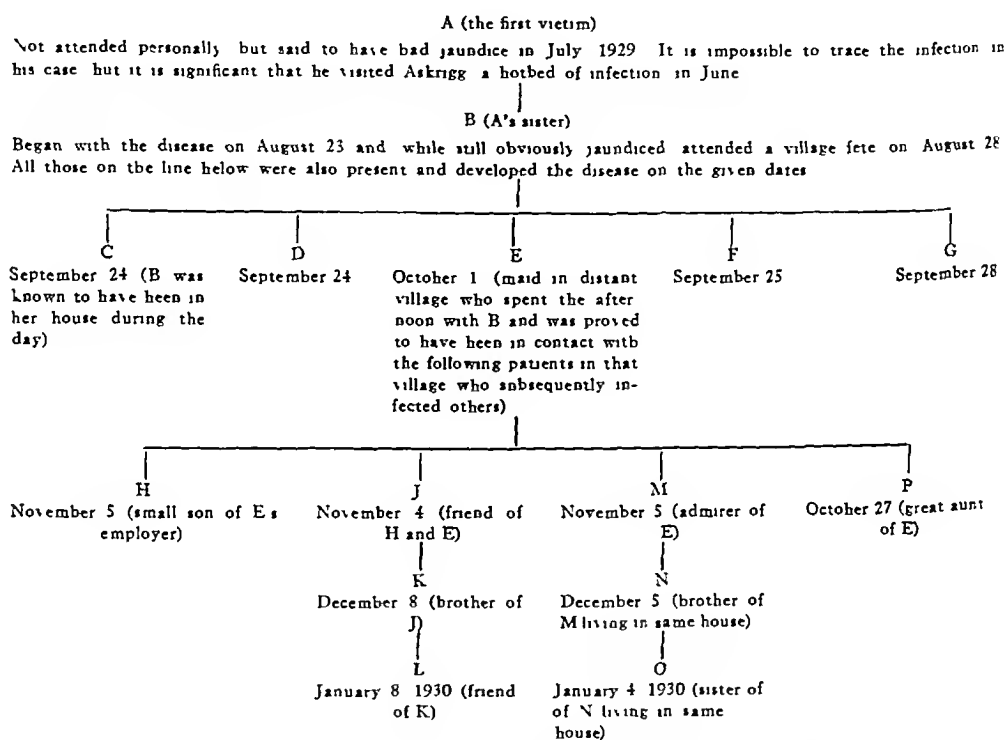 A (the first victim)
Not attended personally but said to have bad jaundice in July 1929 It is impossible to trace the infection in
his case but it is significant that he visited Askrigg a hotbed of infection in June
B (A's sister)
Began with the disease on August 23 and while still obviously jaundiced attended a village fete on August 28
All those on the line below were also present and developed the disease on the given dates
C
September 24 (B was
known to have been in
her house during the
day)
D
September 24
E
October 1 (maid in distant
village who spent the after
noon with B and was proved
to have been in contact with
the following patients in that
village who subsequently in-
fected others)
F
September 25
G
September 28
H
November 5 (small son of E s
employer)
J
November 4 (friend of
H and E)
K
December 8 (brother of
J)
L
January 8 1930 (friend
of K)
M
November 5 (admirer of
E)
N
December 5 (brother of
M living in same house)
O
January 4 1930 (sister of
of N living in same
house)
P
October 27 (great aunt
of E)